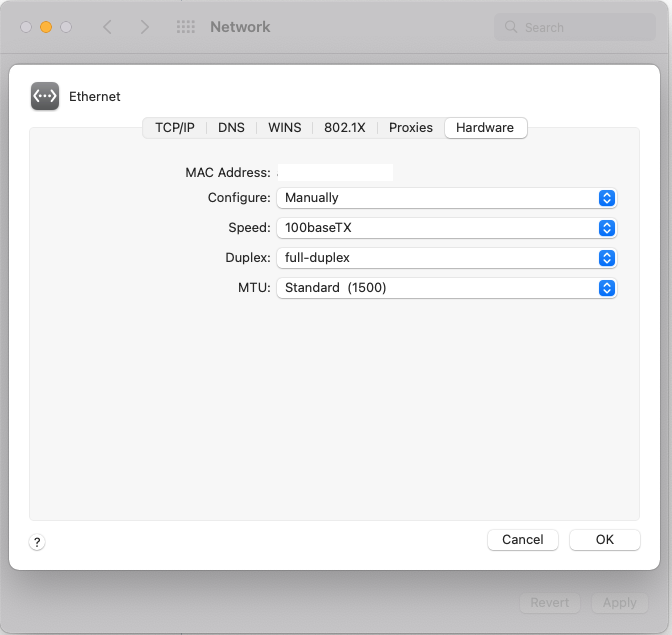 Network
Search
Ethernet
TCP/IP DNS WINS 802.1X Proxies Hardware
MAC Address:
Configure: Manually
Speed: 100baseTX
Duplex: full-duplex
MTU: Standard (1500)
? Cancel OK
Revert Apply